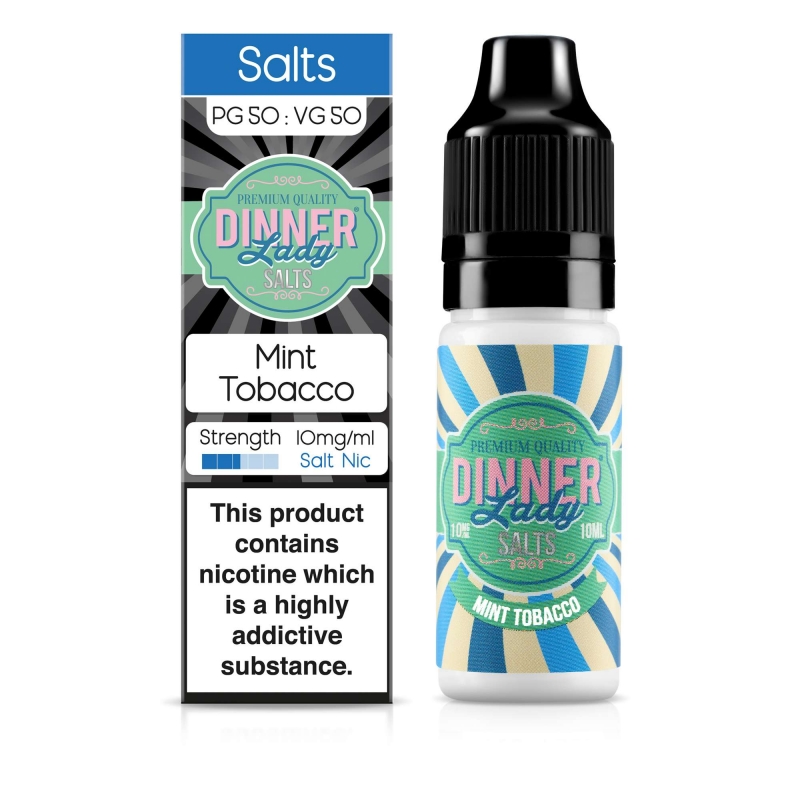 Salts
PG 50 : VG 50
PREMIUM QUALITY
DINNER®
Lady
SALTS
Mint
Tobacco
Strength 10mg/ml
Salt Nic
This product
contains
nicotine which
is a highly
addictive
substance.
PREMIUM QUALITY
DINNER
Lady
10MG 10ML
SALTS
MINT TOBACCO